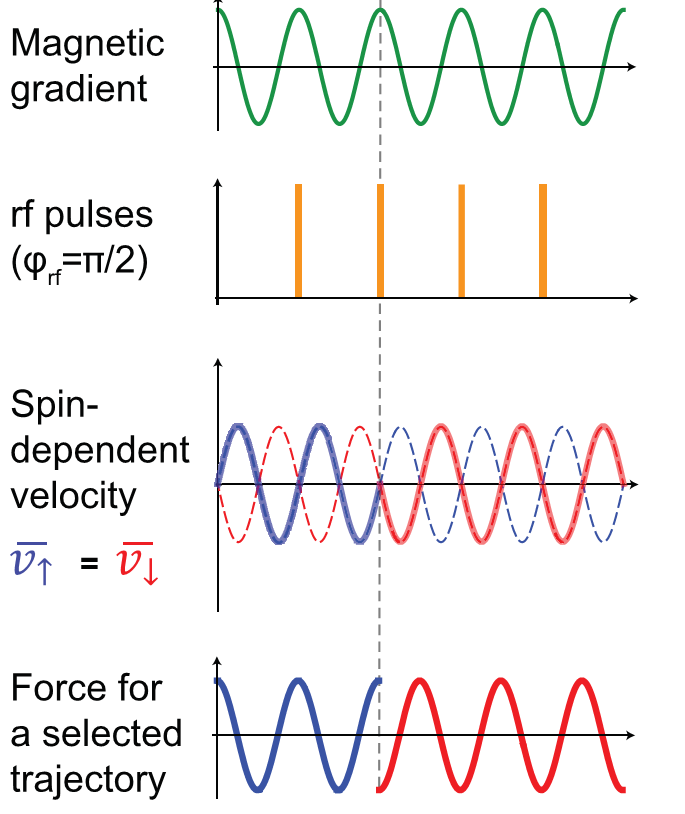 Magnetic
gradient
rf pulses
(φrf=π/2)
Spin-
dependent
velocity
v̅↑ = v̅↓
Force for
a selected
trajectory